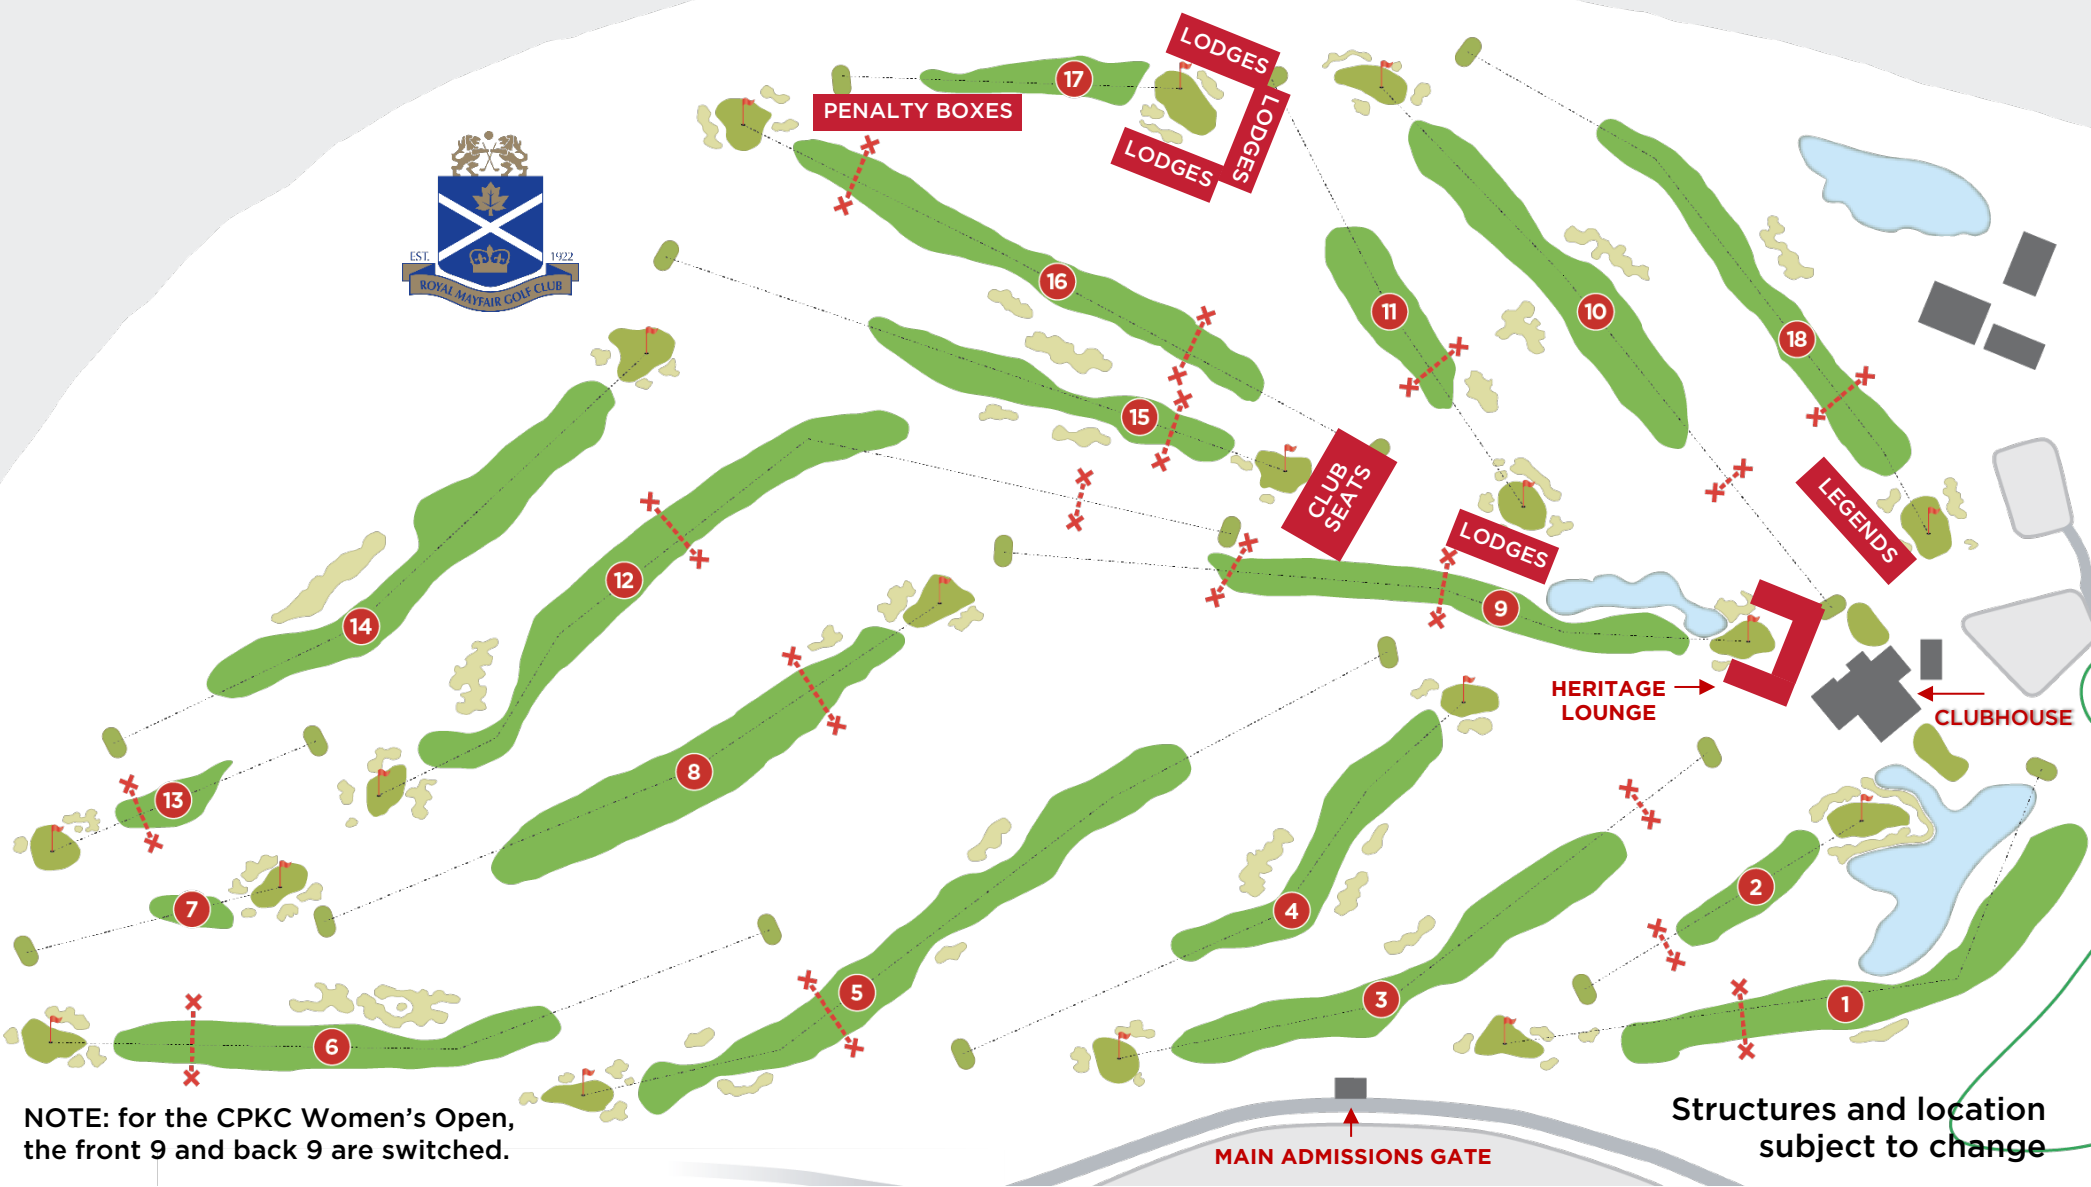 LODGES
17
PENALTY BOXES
LODGES
LODGES
EST.
1922
ROYAL MAYFAIR GOLF CLUB
16
11
10
18
15
CLUB
SEATS
LEGENDS
LODGES
12
9
14
HERITAGE
LOUNGE
CLUBHOUSE
8
13
2
7
4
5
3
1
6
NOTE: for the CPKC Women's Open,
the front 9 and back 9 are switched.
Structures and location
subject to change
MAIN ADMISSIONS GATE